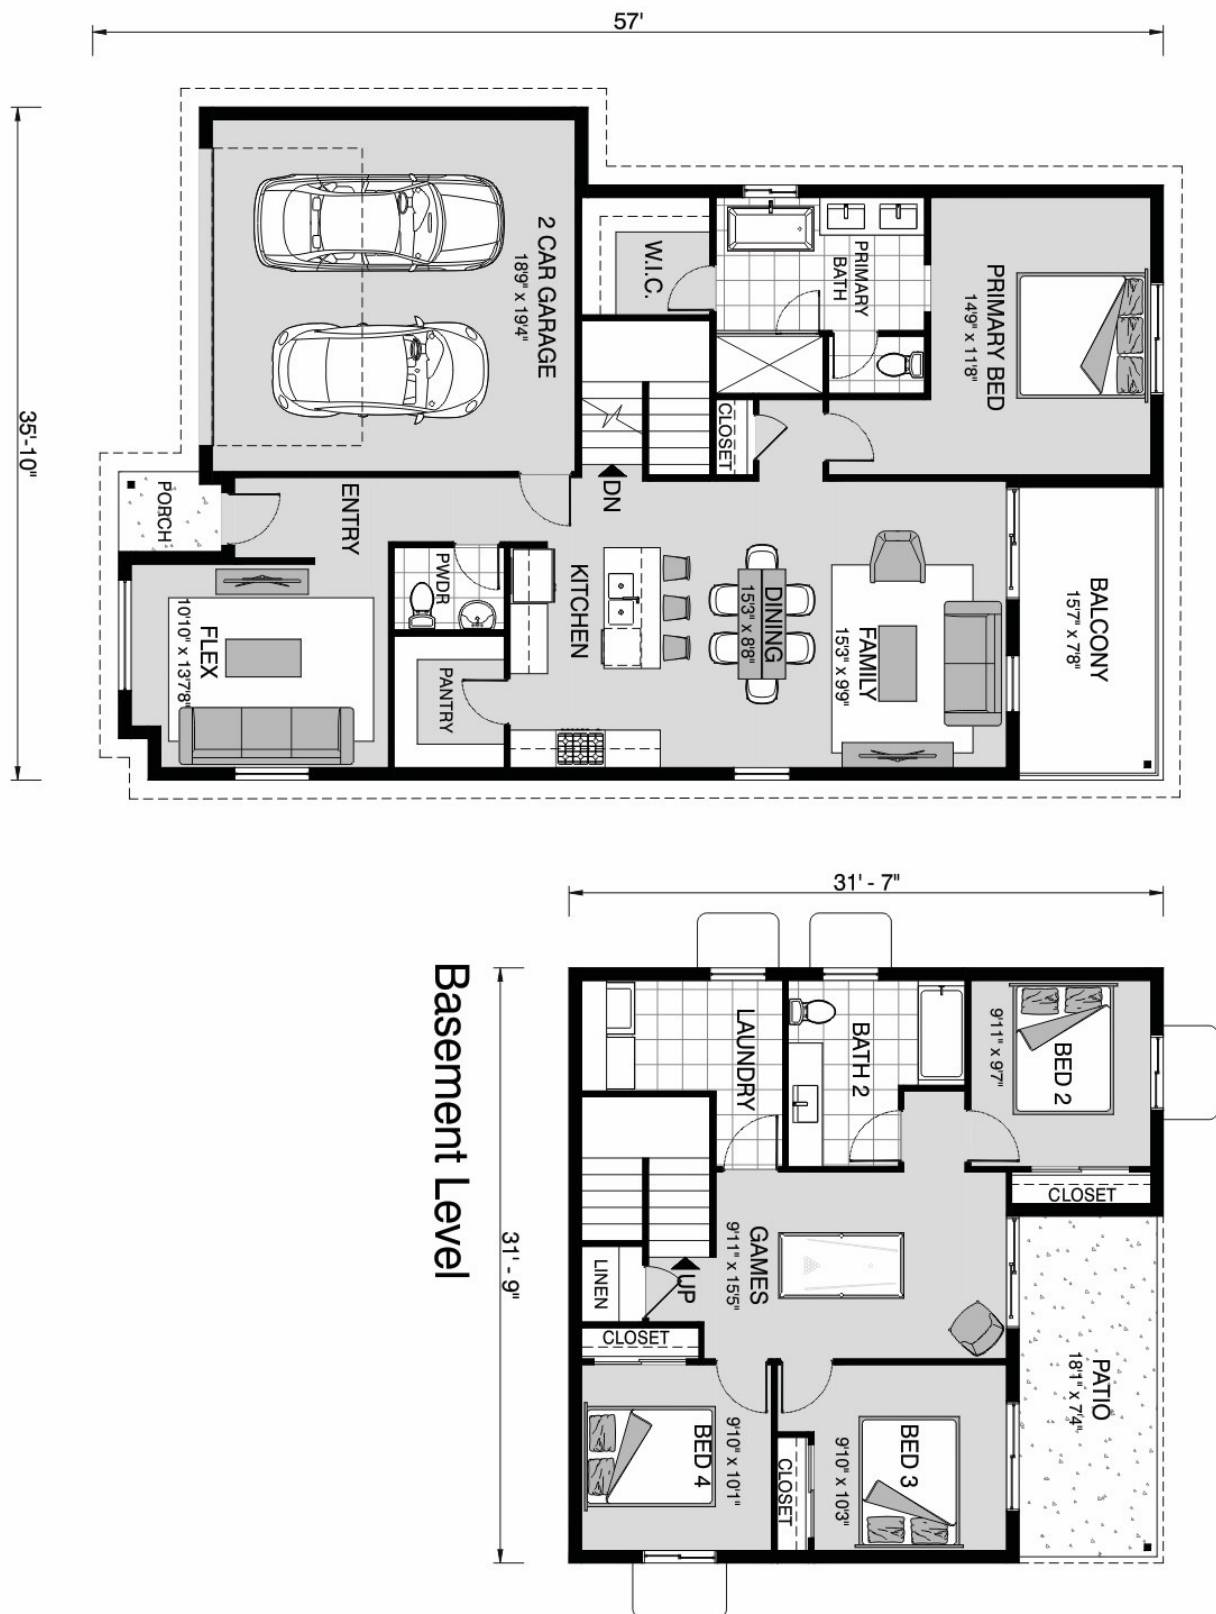 57'
35'-10"
2 CAR GARAGE
18'9" x 19'4"
W.I.C.
PRIMARY
BATH
PRIMARY BED
14'9" x 11'8"
CLOSET
DN
PORCH
ENTRY
PWDR
KITCHEN
DINING
15'3" x 8'8"
FAMILY
15'3" x 9'9"
BALCONY
15'7" x 7'8"
FLEX
10'10" x 13'7'8"
PANTRY
31' - 7"
Basement Level
31' - 9"
LAUNDRY
BATH 2
BED 2
9'11" x 9'7"
CLOSET
GAMES
9'11" x 15'5"
UP
LINEN
CLOSET
PATIO
18'1" x 7'4"
BED 4
9'10" x 10'1"
CLOSET
BED 3
9'10" x 10'3"